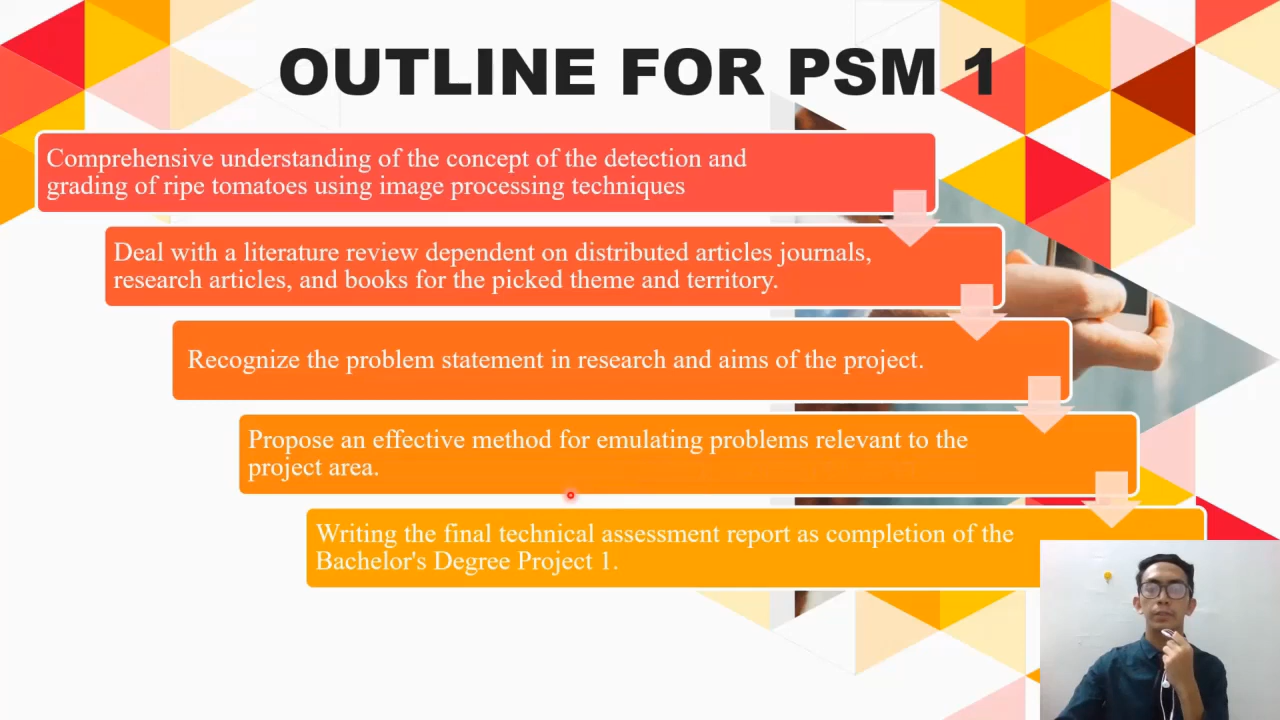 OUTLINE FOR PSM 1
Comprehensive understanding of the concept of the detection and
grading of ripe tomatoes using image processing techniques
Deal with a literature review dependent on distributed articles journals,
research articles, and books for the picked theme and territory.
Recognize the problem statement in research and aims of the project.
Propose an effective method for emulating problems relevant to the
project area.
Writing the final technical assessment report as completion of the
Bachelor's Degree Project 1.